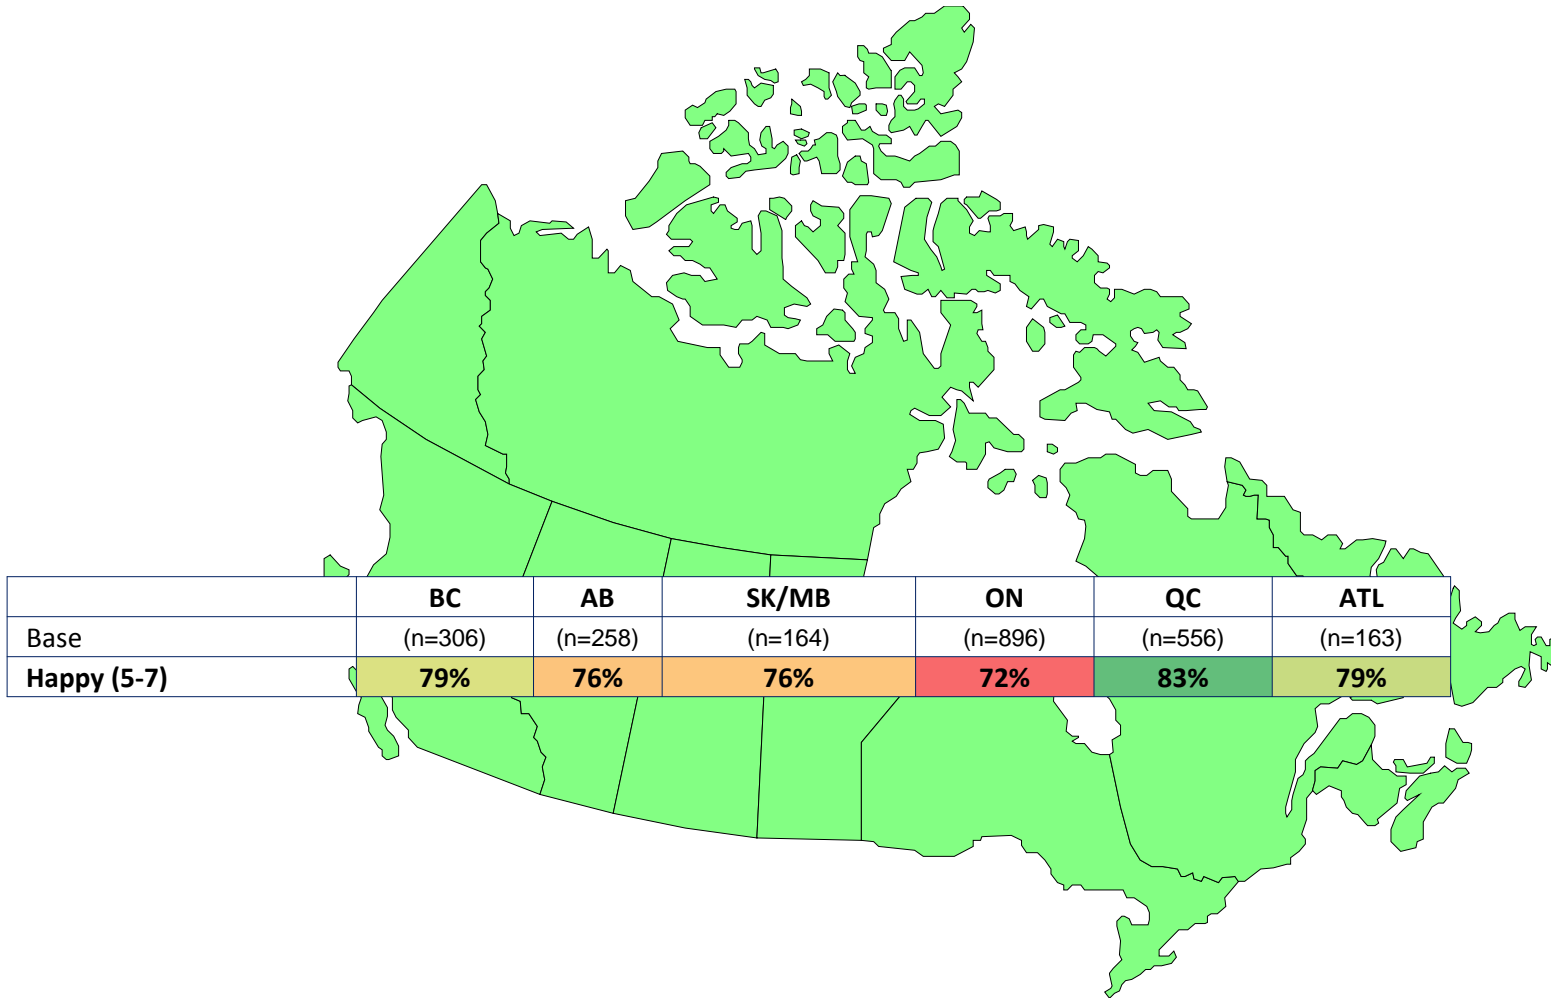 BC AB SK/MB ON QC ATL
Base (n=306) (n=258) (n=164) (n=896) (n=556) (n=163)
Happy (5-7) 79% 76% 76% 72% 83% 79%